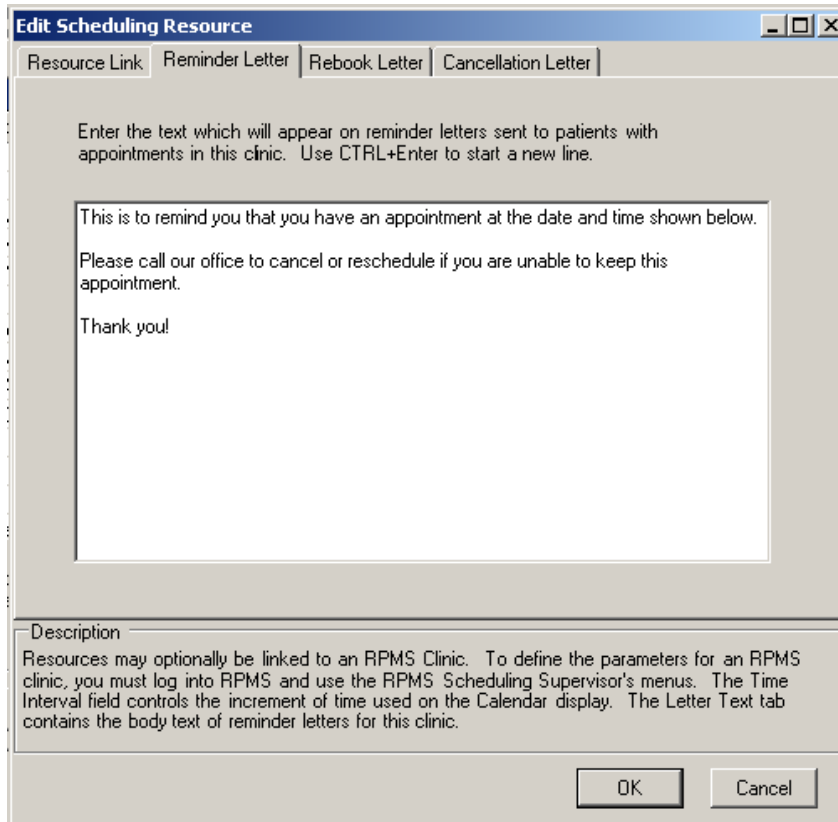 Edit Scheduling Resource
Resource Link Reminder Letter Rebook Letter Cancellation Letter
Enter the text which will appear on reminder letters sent to patients with
appointments in this clinic. Use CTRL+Enter to start a new line.
This is to remind you that you have an appointment at the date and time shown below.
Please call our office to cancel or reschedule if you are unable to keep this
appointment.
Thank you!
Description
Resources may optionally be linked to an RPMS Clinic. To define the parameters for an RPMS
clinic, you must log into RPMS and use the RPMS Scheduling Supervisor's menus. The Time
Interval field controls the increment of time used on the Calendar display. The Letter Text tab
contains the body text of reminder letters for this clinic.
OK Cancel